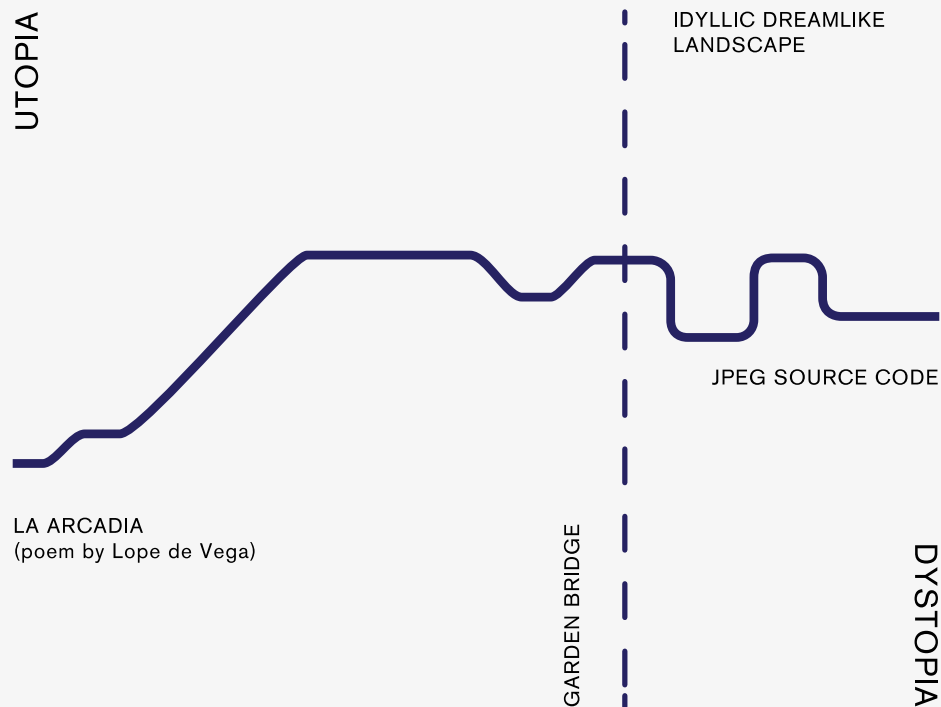 UTOPIA
IDYLLIC DREAMLIKE
LANDSCAPE
JPEG SOURCE CODE
LA ARCADIA
(poem by Lope de Vega)
GARDEN BRIDGE
DYSTOPIA